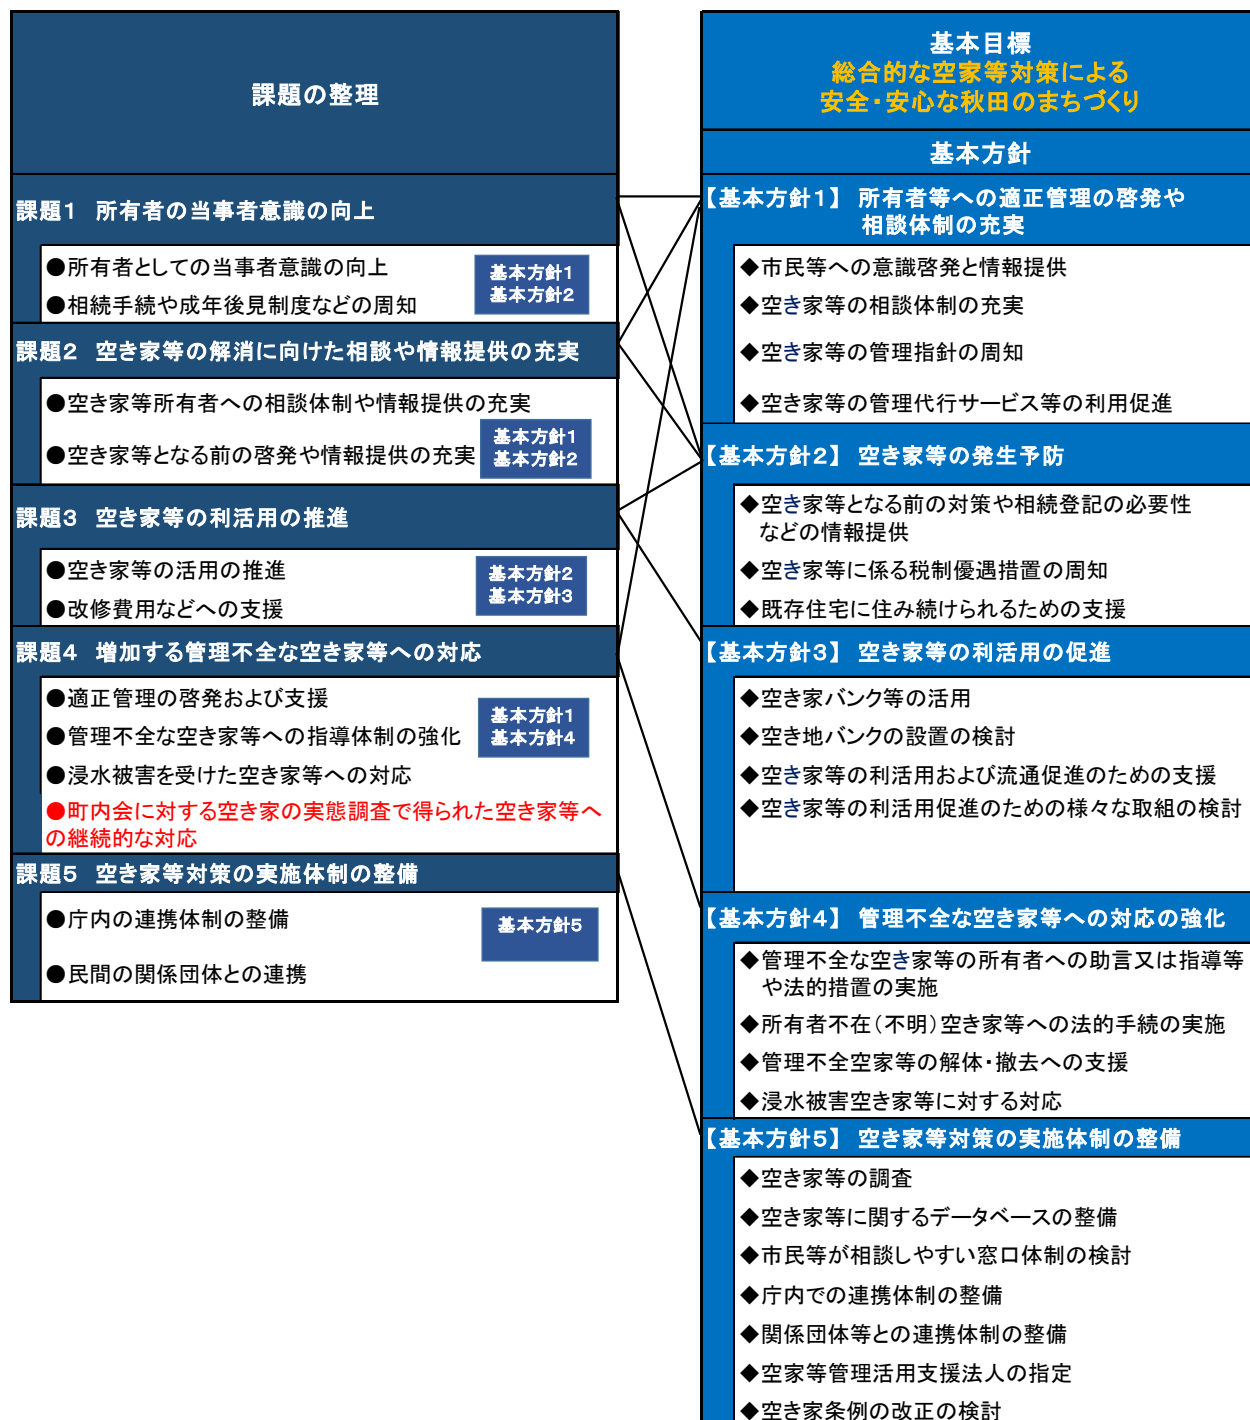 課題の整理
課題1　所有者の当事者意識の向上
●所有者としての当事者意識の向上
●相続手続や成年後見制度などの周知
基本方針1
基本方針2
課題2　空き家等の解消に向けた相談や情報提供の充実
●空き家等所有者への相談体制や情報提供の充実
●空き家等となる前の啓発や情報提供の充実
基本方針1
基本方針2
課題3　空き家等の利活用の推進
●空き家等の活用の推進
●改修費用などへの支援
基本方針2
基本方針3
課題4　増加する管理不全な空き家等への対応
●適正管理の啓発および支援
●管理不全な空き家等への指導体制の強化
基本方針1
基本方針4
●浸水被害を受けた空き家等への対応
●町内会に対する空き家の実態調査で得られた空き家等へ
の継続的な対応
課題5　空き家等対策の実施体制の整備
●庁内の連携体制の整備
基本方針5
●民間の関係団体との連携
基本目標
総合的な空家等対策による
安全・安心な秋田のまちづくり
基本方針
【基本方針1】 所有者等への適正管理の啓発や
相談体制の充実
◆市民等への意識啓発と情報提供
◆空き家等の相談体制の充実
◆空き家等の管理指針の周知
◆空き家等の管理代行サービス等の利用促進
【基本方針2】 空き家等の発生予防
◆空き家等となる前の対策や相続登記の必要性
などの情報提供
◆空き家等に係る税制優遇措置の周知
◆既存住宅に住み続けられるための支援
【基本方針3】 空き家等の利活用の促進
◆空き家バンク等の活用
◆空き地バンクの設置の検討
◆空き家等の利活用および流通促進のための支援
◆空き家等の利活用促進のための様々な取組の検討
【基本方針4】 管理不全な空き家等への対応の強化
◆管理不全な空き家等の所有者への助言又は指導等
や法的措置の実施
◆所有者不在（不明）空き家等への法的手続の実施
◆管理不全空家等の解体・撤去への支援
◆浸水被害空き家等に対する対応
【基本方針5】 空き家等対策の実施体制の整備
◆空き家等の調査
◆空き家等に関するデータベースの整備
◆市民等が相談しやすい窓口体制の検討
◆庁内での連携体制の整備
◆関係団体等との連携体制の整備
◆空家等管理活用支援法人の指定
◆空き家条例の改正の検討